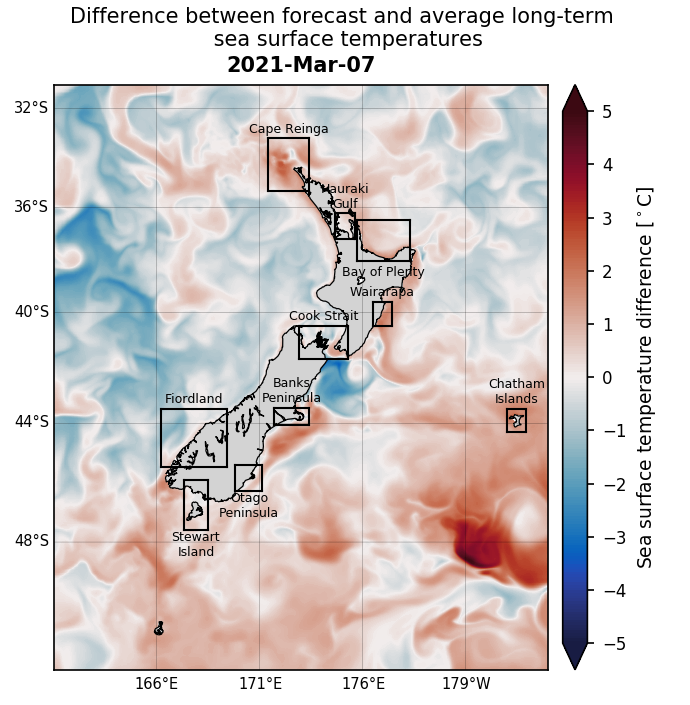 Difference between forecast and average long-term
sea surface temperatures
2021-Mar-07
32°S
36°S
40°S
44°S
48°S
Cape Reinga
Hauraki
Gulf
Bay of Plenty
Wairarapa
Cook Strait
Banks
Peninsula
Fiordland
Chatham
Islands
Otago
Peninsula
Stewart
Island
166°E
171°E
176°E
179°W
5
4
3
2
1
0
−1
−2
−3
−4
−5
Sea surface temperature difference [°C]